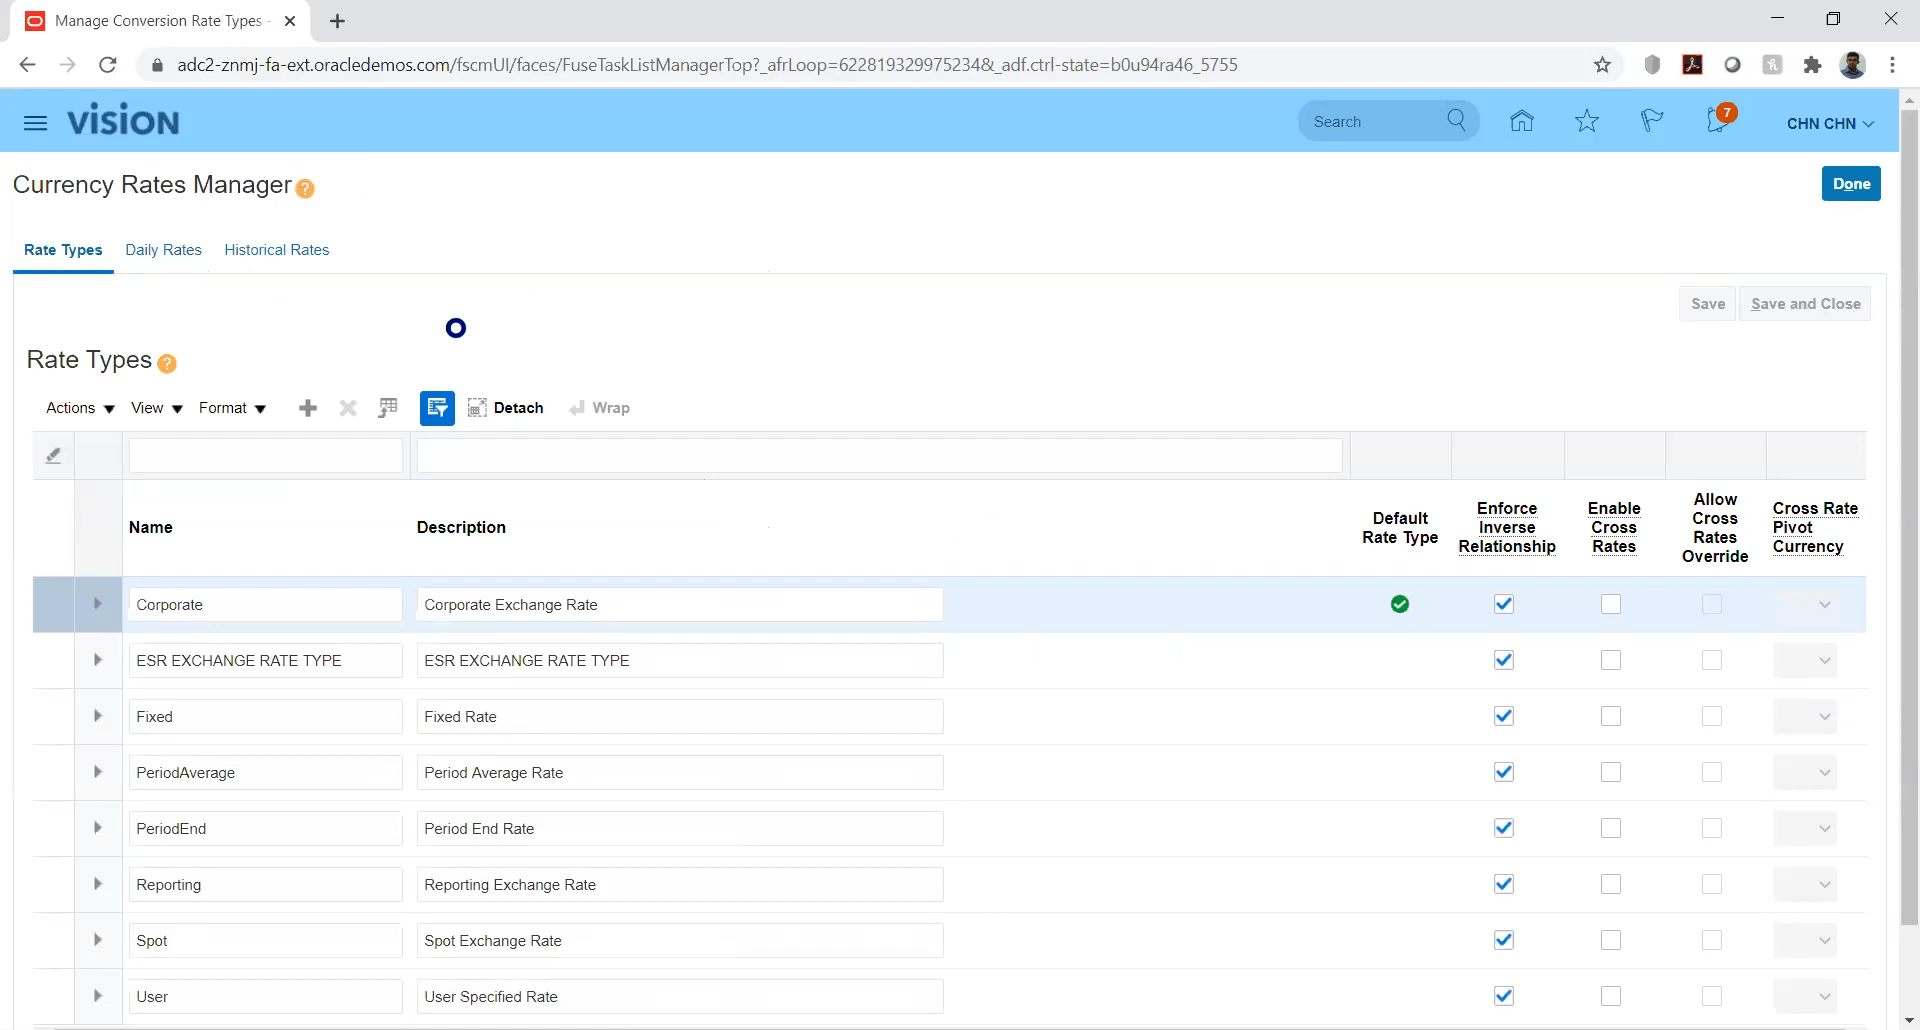 Manage Conversion Rate Types -
adc2-znmj-fa-ext.oracledemos.com/fscmUI/faces/FuseTaskListManagerTop?_afrLoop=622819329975234&_adf.ctrl-state=b0u94ra46_5755
VISION
Search
7
CHN CHN
Currency Rates Manager ?
Done
Rate Types Daily Rates Historical Rates
Save Save and Close
Rate Types ?
Actions View Format Detach Wrap
Name Description Default Rate Type Enforce Inverse Relationship Enable Cross Rates Allow Cross Rates Override Cross Rate Pivot Currency
Corporate Corporate Exchange Rate
ESR EXCHANGE RATE TYPE ESR EXCHANGE RATE TYPE
Fixed Fixed Rate
PeriodAverage Period Average Rate
PeriodEnd Period End Rate
Reporting Reporting Exchange Rate
Spot Spot Exchange Rate
User User Specified Rate